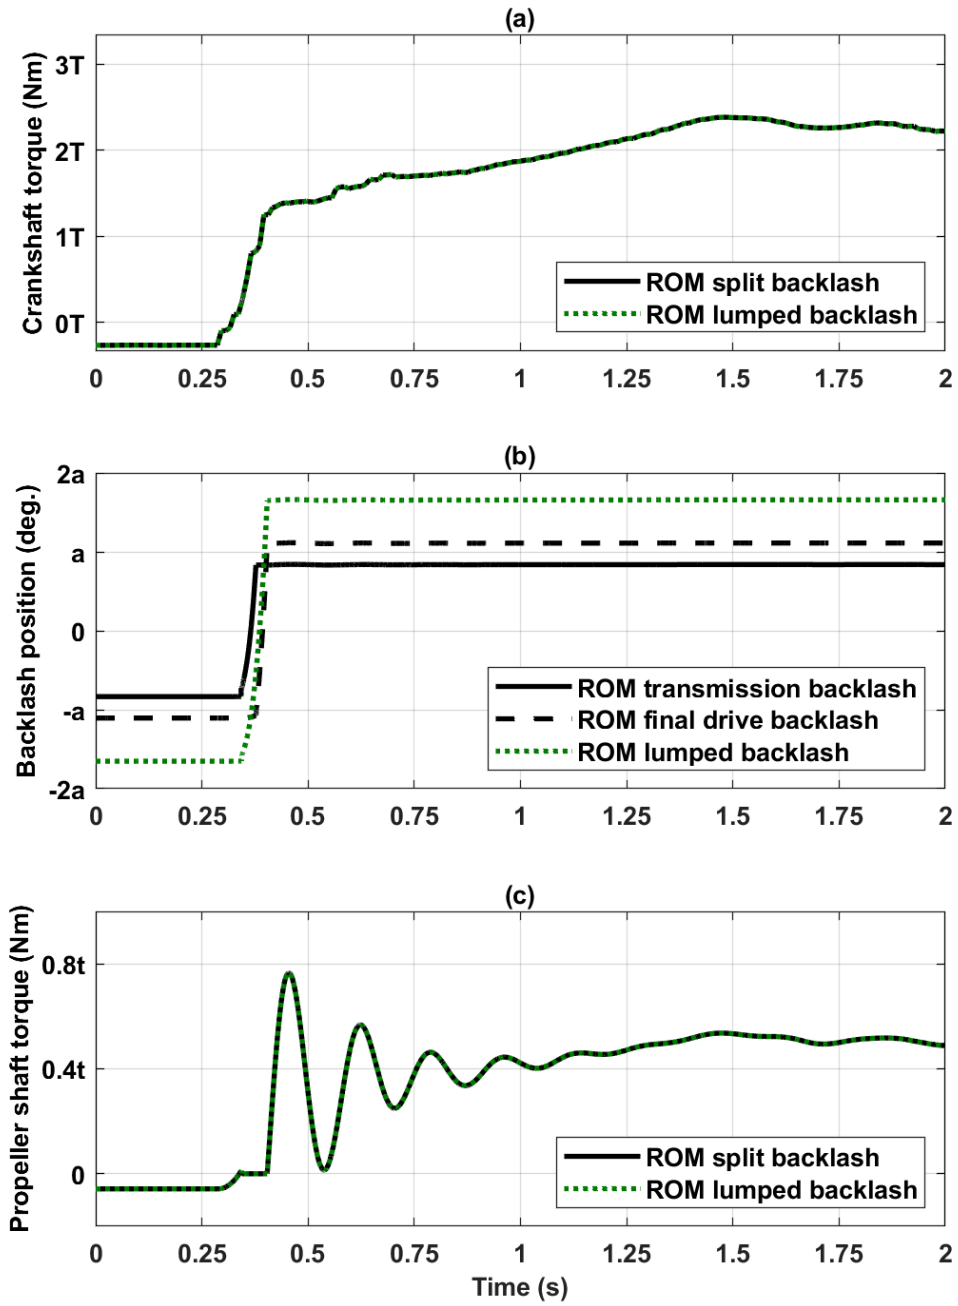 (a)
Crankshaft torque (Nm)
3T
2T
1T
0T
ROM split backlash
ROM lumped backlash
0 0.25 0.5 0.75 1 1.25 1.5 1.75 2
(b)
Backlash position (deg.)
2a
a
0
-a
-2a
ROM transmission backlash
ROM final drive backlash
ROM lumped backlash
0 0.25 0.5 0.75 1 1.25 1.5 1.75 2
(c)
Propeller shaft torque (Nm)
0.8t
0.4t
0
ROM split backlash
ROM lumped backlash
0 0.25 0.5 0.75 1 1.25 1.5 1.75 2
Time (s)